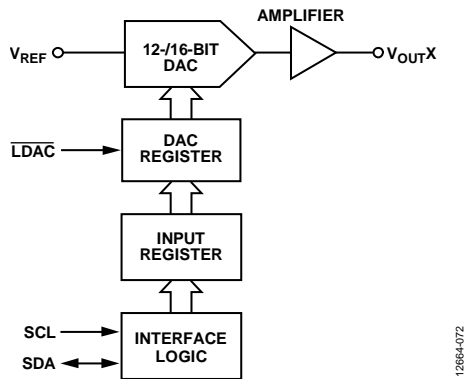 AMPLIFIER
VREF
12-/16-BIT
DAC
VOUTX
LDAC
DAC
REGISTER
INPUT
REGISTER
SCL
SDA
INTERFACE
LOGIC
12664-072